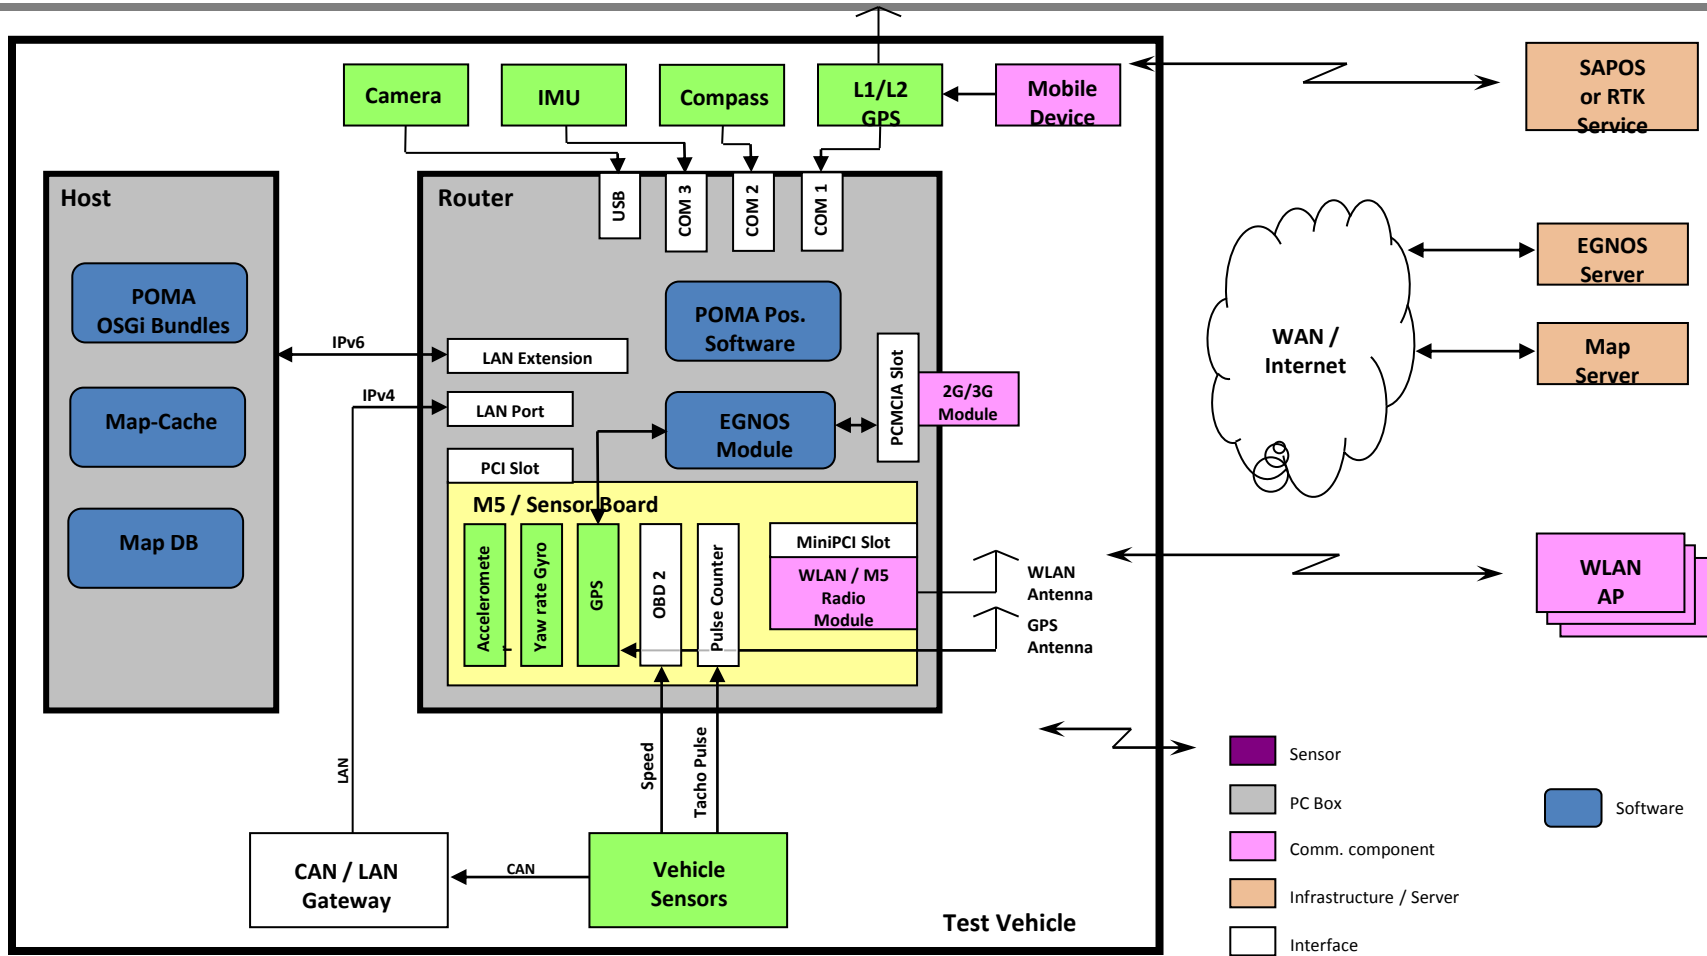 Camera
IMU
Compass
L1/L2
GPS
Mobile
Device
SAPOS
or RTK
Service
Host
Router
USB
COM 3
COM 2
COM 1
POMA
OSGi Bundles
Map-Cache
Map DB
IPv6
IPv4
LAN Extension
LAN Port
PCI Slot
POMA Pos.
Software
EGNOS
Module
PCMCIA Slot
2G/3G
Module
WAN /
Internet
EGNOS
Server
Map
Server
M5 / Sensor Board
Acceleromete
r
Yaw rate Gyro
GPS
OBD 2
Pulse Counter
MiniPCI Slot
WLAN / M5
Radio
Module
WLAN
Antenna
GPS
Antenna
WLAN
AP
LAN
Speed
Tacho Pulse
CAN / LAN
Gateway
CAN
Vehicle
Sensors
Test Vehicle
Sensor
PC Box
Comm. component
Infrastructure / Server
Interface
Software